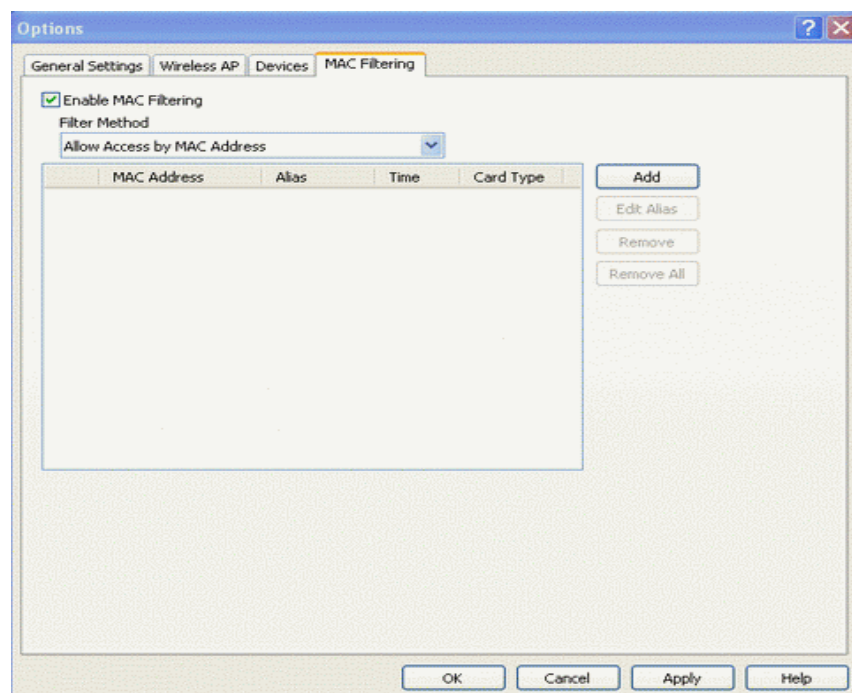 Options
General Settings Wireless AP Devices MAC Filtering
Enable MAC Filtering
Filter Method
Allow Access by MAC Address
MAC Address Alias Time Card Type
Add
Edit Alias
Remove
Remove All
OK Cancel Apply Help